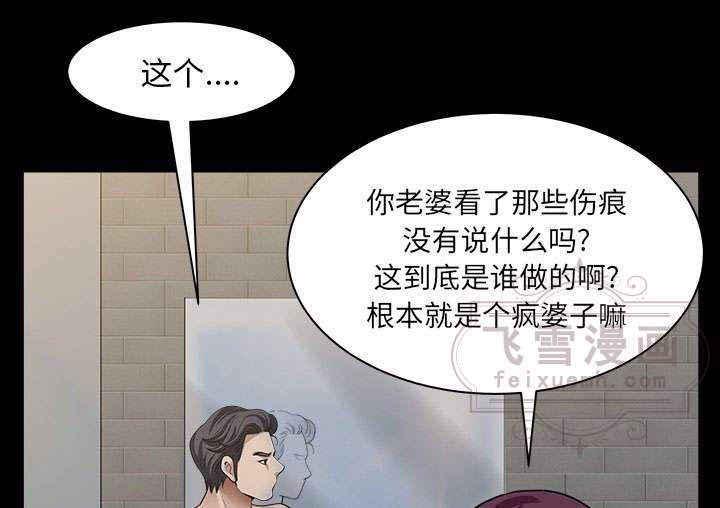 这个....
你老婆看了那些伤痕
没有说什么吗?
这到底是谁做的啊?
根本就是个疯婆子嘛
飞雪漫画
feixuemh.com